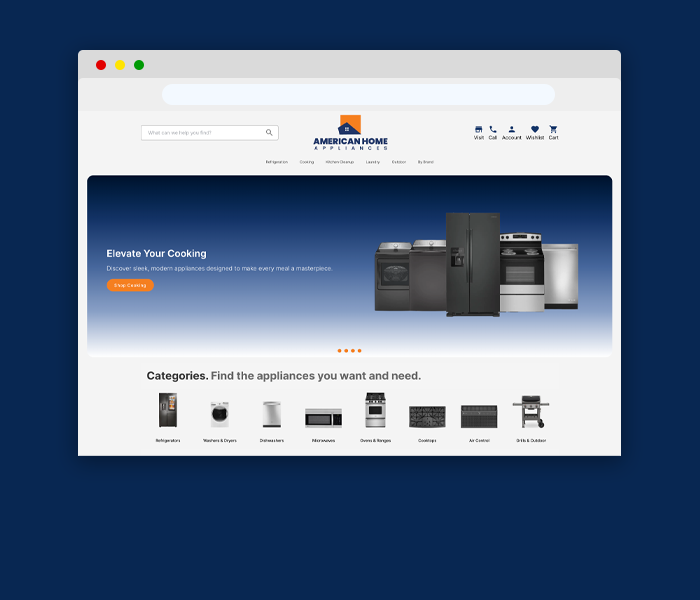 What can we help you find?
AMERICAN HOME
APPLIANCES
Visit Call Account Wishlist Cart
Refrigeration Cooking Kitchen Cleanup Laundry Outdoor By Brand
Elevate Your Cooking
Discover sleek, modern appliances designed to make every meal a masterpiece.
Shop Cooking
Categories. Find the appliances you want and need.
Refrigerators Washers & Dryers Dishwashers Microwaves Ovens & Ranges Cooktops Air Control Grills & Outdoor